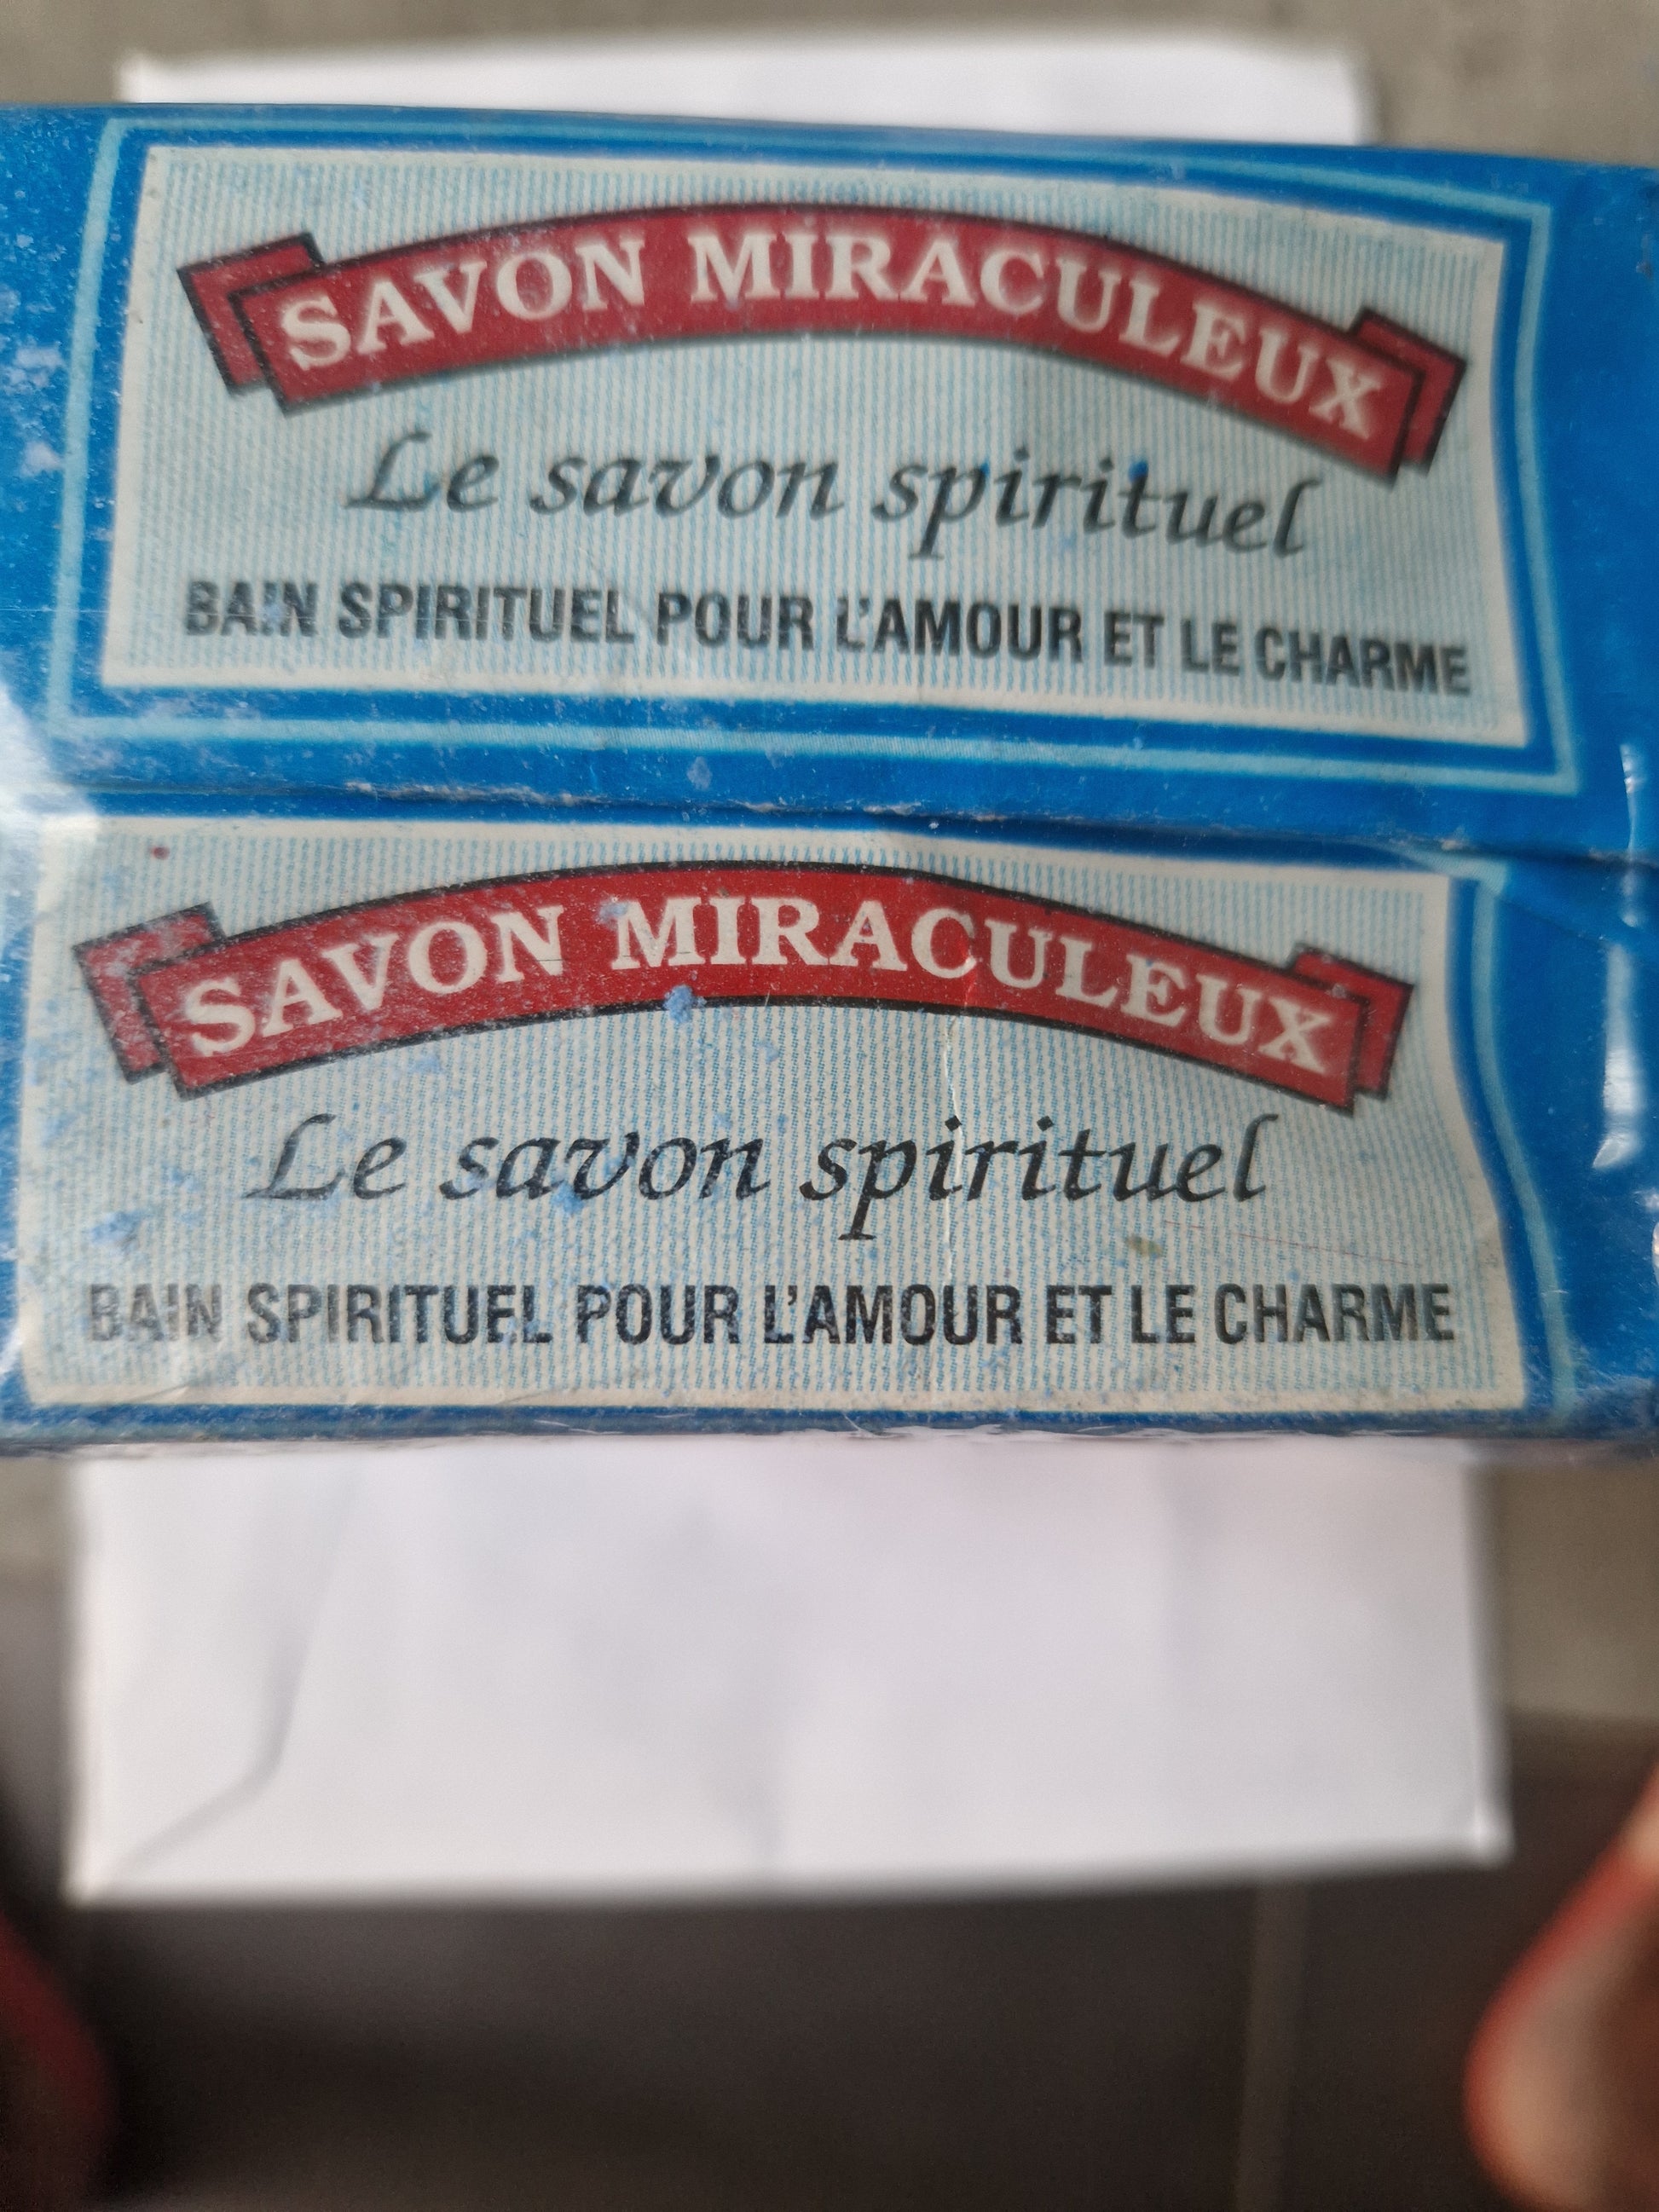 SAVON MIRACULEUX
Le savon spirituel
BAIN SPIRITUEL POUR L'AMOUR ET LE CHARME
SAVON MIRACULEUX
Le savon spirituel
BAIN SPIRITUEL POUR L'AMOUR ET LE CHARME